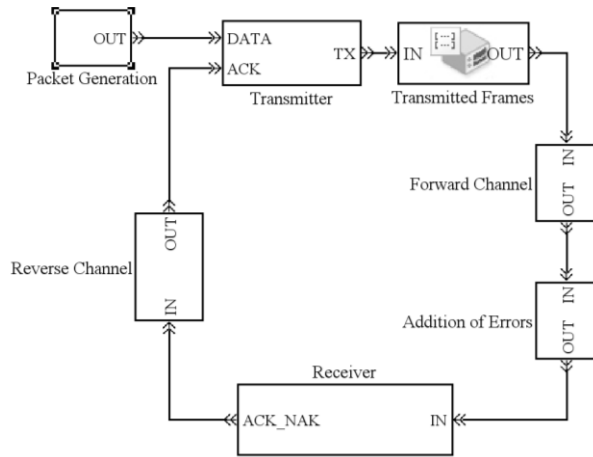 OUT
Packet Generation
DATA
ACK
TX
Transmitter
IN
[...]
OUT
Transmitted Frames
IN
OUT
Forward Channel
IN
OUT
Addition of Errors
Receiver
IN
ACK_NAK
Reverse Channel
OUT
IN